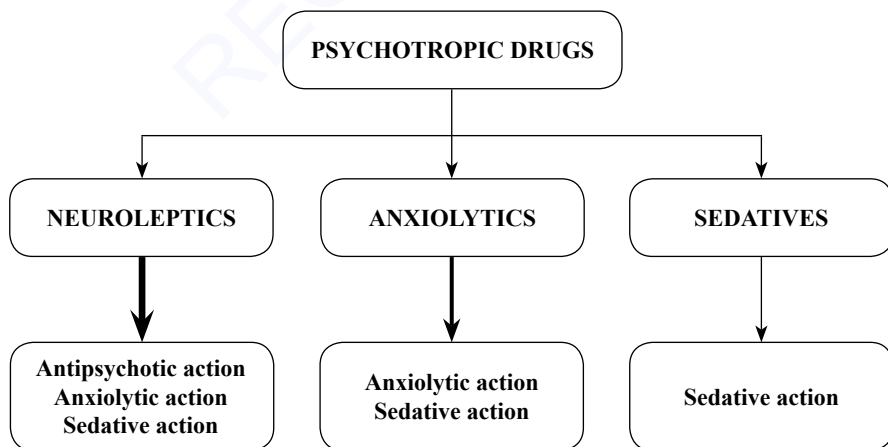 PSYCHOTROPIC DRUGS
NEUROLEPTICS
ANXIOLYTICS
SEDATIVES
Antipsychotic action
Anxiolytic action
Sedative action
Anxiolytic action
Sedative action
Sedative action